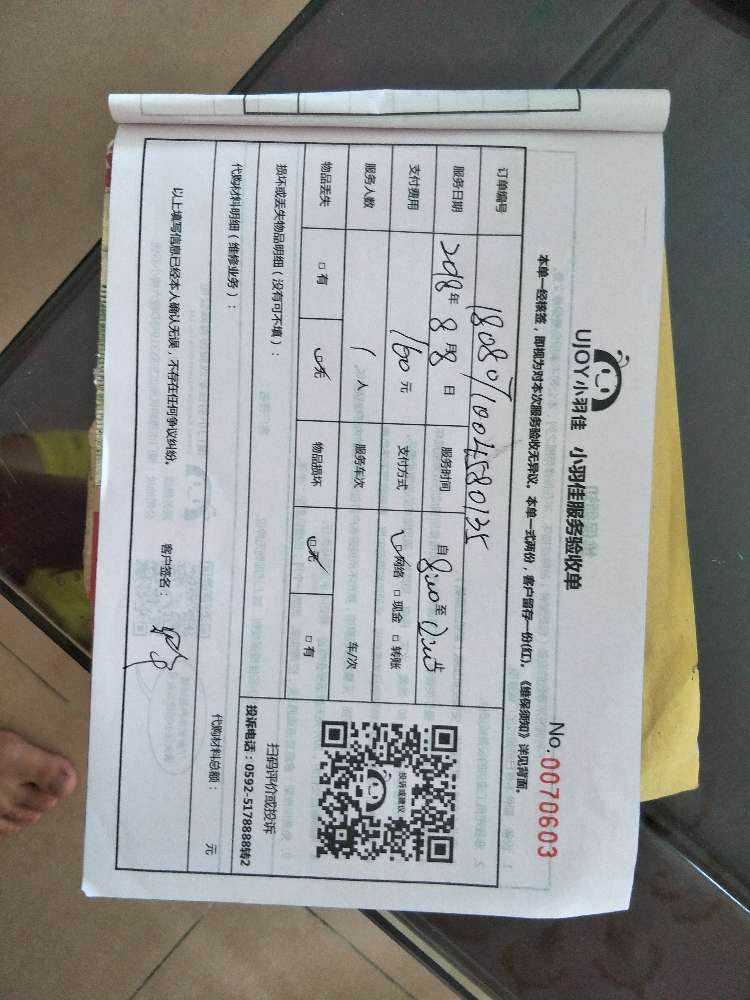 UJOY小羽佳 小羽佳服务验收单
No.0070603
本单一经核签，即视为对本次服务验收无异议。本单一式两份，客户留存一份(红)。《维保须知》详见背面。
订单编号
服务日期 2018年 8月8日 服务时间 自8:00至12:00
支付费用 160元 支付方式 网络 □现金 □转账
服务人数 1人 服务车次 车/次
物品丢失 □有 □无 物品损坏 □无 □有
投诉或建议
扫码评价或投诉
投诉电话：0592-5178888转2
损坏或丢失物品明细（没有可不填）：
代购材料明细（维修业务）：
代购材料总额： 元
以上填写信息已经本人确认无误，不存在任何争议纠纷。 客户签名：